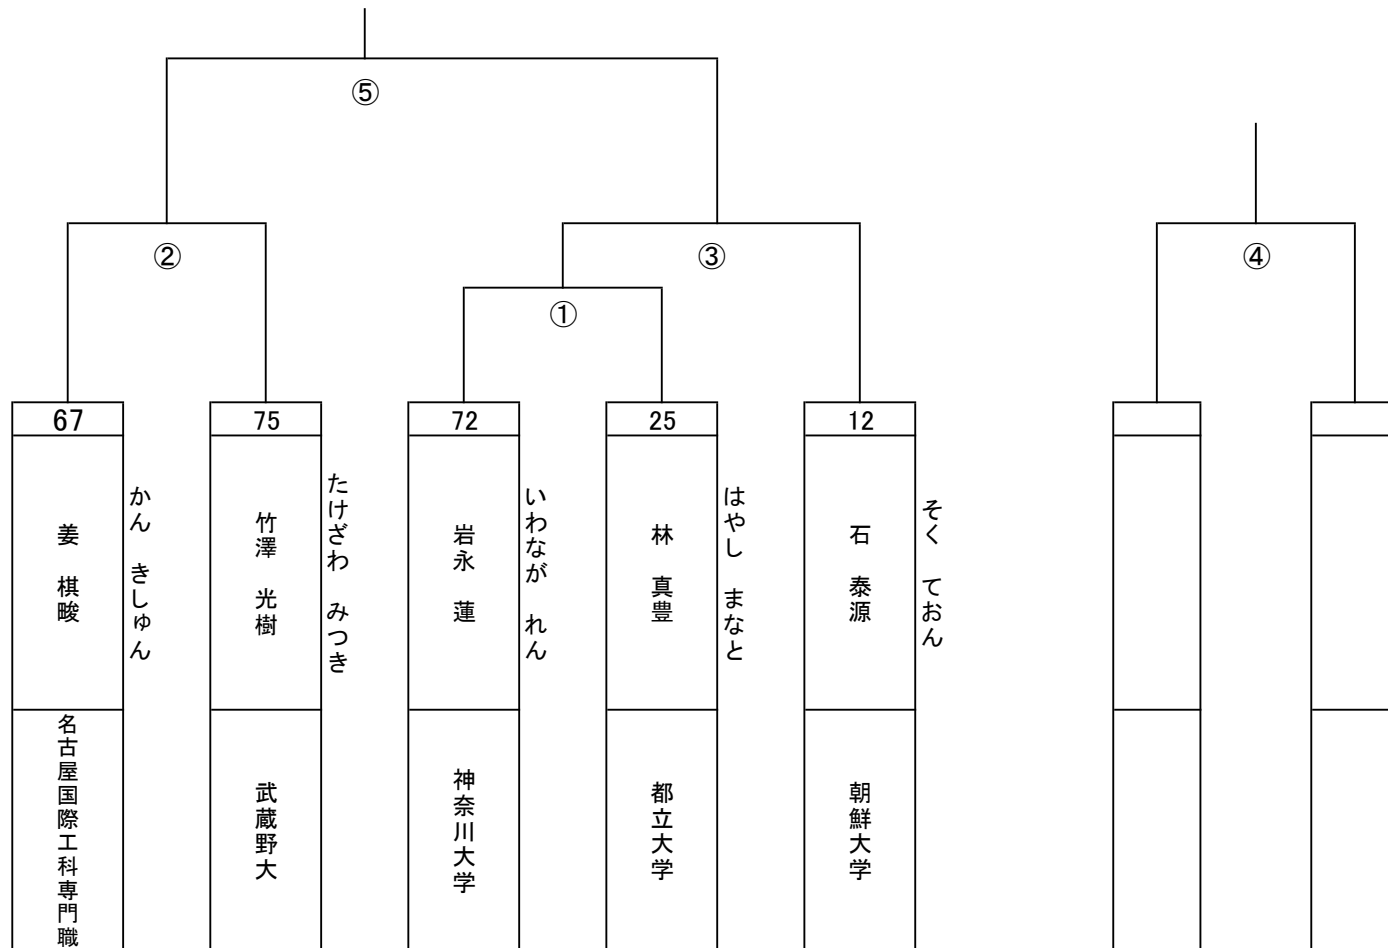 ⑤
②
③
④
①
67
75
72
25
12
姜 棋畯
かん きしゅん
竹澤 光樹
たけざわ みつき
岩永 蓮
いわなが れん
林 真豊
はやし まなと
石 泰源
そく ておん
名古屋国際工科専門職
武蔵野大
神奈川大学
都立大学
朝鮮大学